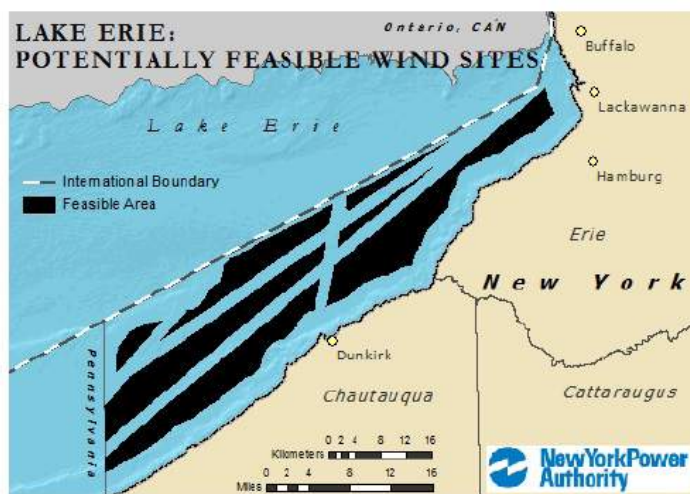 LAKE ERIE:
POTENTIALLY FEASIBLE WIND SITES
Ontario, CAN
Buffalo
Lackawanna
Lake Erie
International Boundary
Feasible Area
Hamburg
Erie
New York
Pennsylvania
Dunkirk
Chautauqua
Cattaraugus
0 2 4 8 12 16
Kilometers
0 2 4 8 12 16
Miles
NewYorkPower
Authority